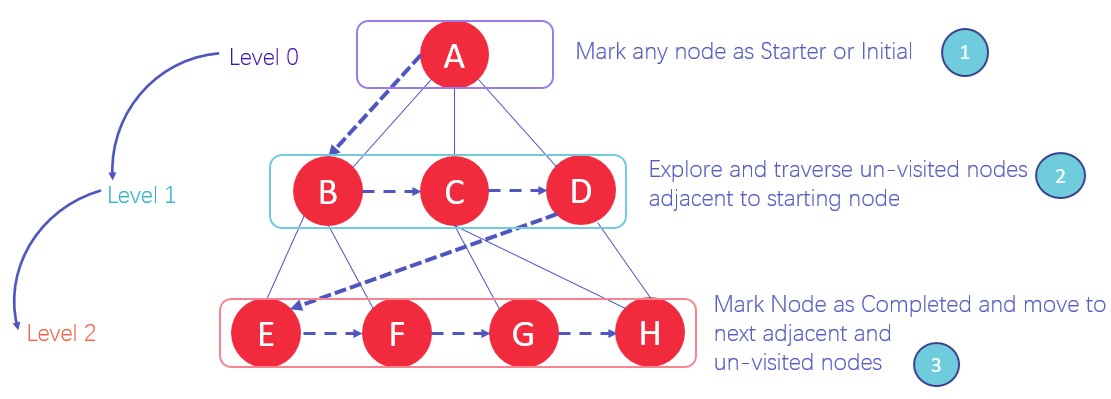 Level 0
A
Mark any node as Starter or Initial
1
Level 1
B
C
D
Explore and traverse un-visited nodes
adjacent to starting node
2
Level 2
E
F
G
H
Mark Node as Completed and move to
next adjacent and
un-visited nodes
3